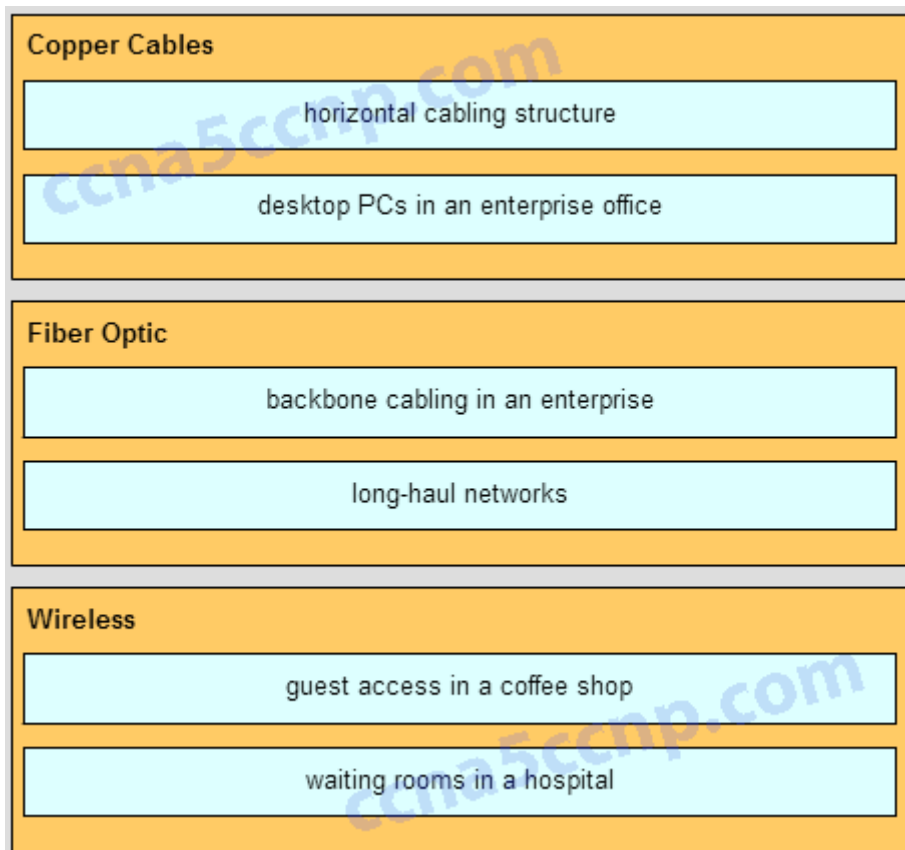 Copper Cables
horizontal cabling structure
desktop PCs in an enterprise office
Fiber Optic
backbone cabling in an enterprise
long-haul networks
Wireless
guest access in a coffee shop
waiting rooms in a hospital
ccna5ccnp.com
ccna5ccnp.com